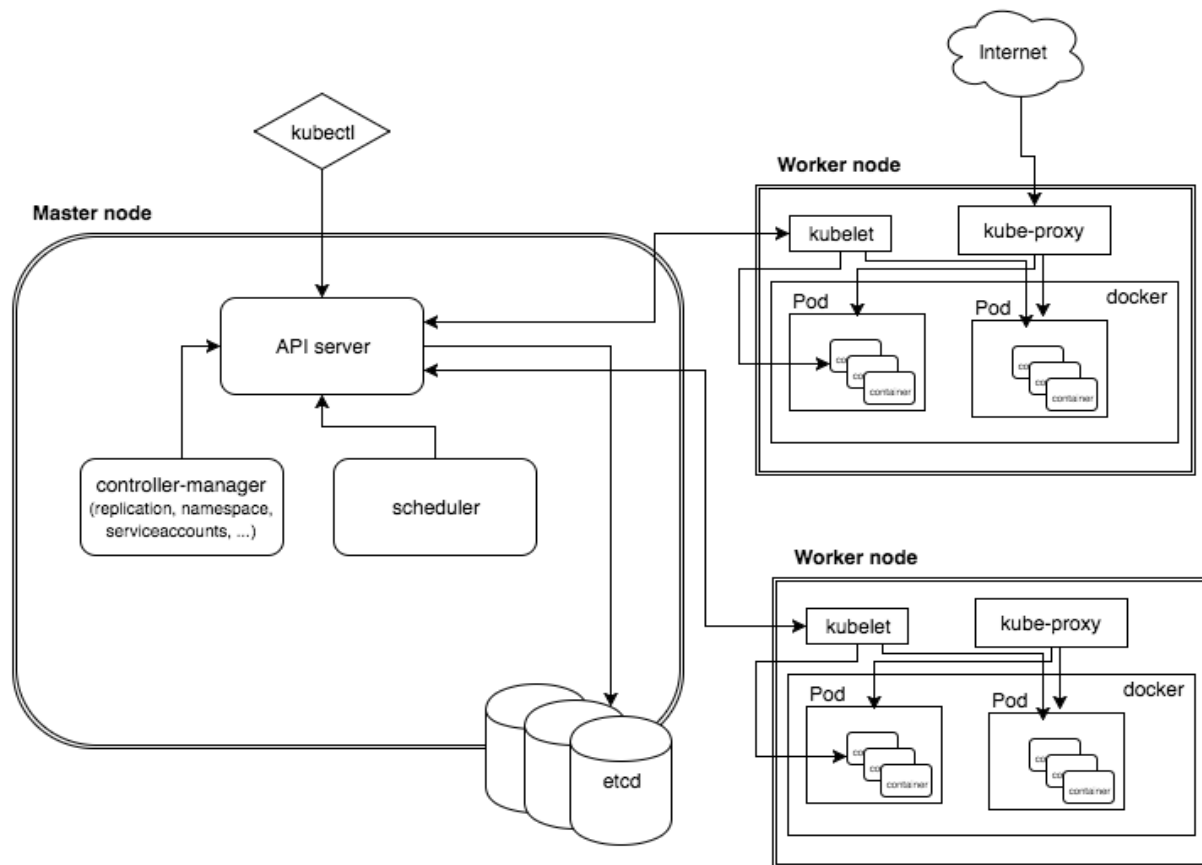 Internet
kubectl
Master node
API server
controller-manager
(replication, namespace,
serviceaccounts, ...)
scheduler
etcd
Worker node
kubelet
kube-proxy
docker
Pod
container
Pod
container
Worker node
kubelet
kube-proxy
docker
Pod
container
Pod
container